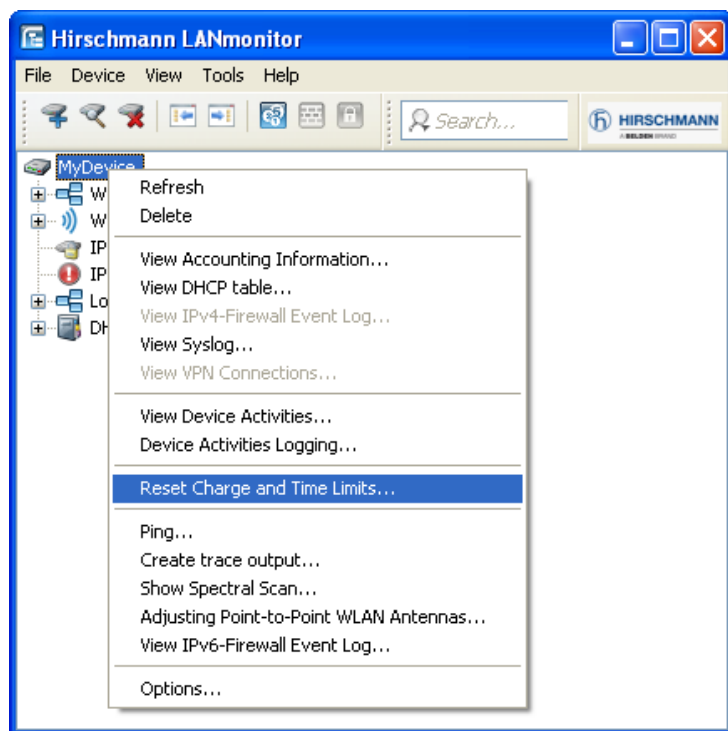 Hirschmann LANmonitor
File Device View Tools Help
Search...
HIRSCHMANN
A BELDEN BRAND
MyDevice
W
W
IP
IP
Lo
DH
Refresh
Delete
View Accounting Information...
View DHCP table...
View IPv4-Firewall Event Log...
View Syslog...
View VPN Connections...
View Device Activities...
Device Activities Logging...
Reset Charge and Time Limits...
Ping...
Create trace output...
Show Spectral Scan...
Adjusting Point-to-Point WLAN Antennas...
View IPv6-Firewall Event Log...
Options...